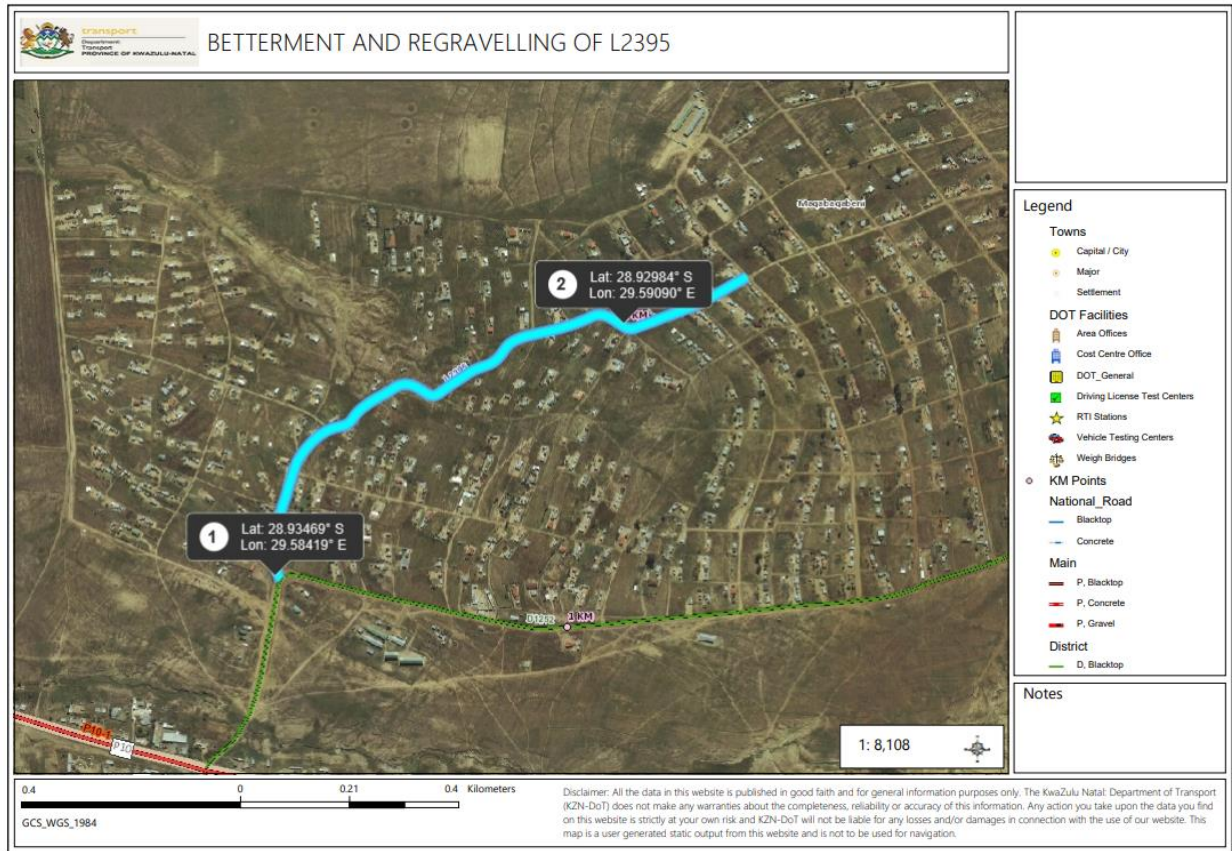 transport
Department:
Transport
PROVINCE OF KWAZULU-NATAL
BETTERMENT AND REGRAVELLING OF L2395
Maqabaqabeni
2
Lat: 28.92984° S
Lon: 29.59090° E
KM
1
Lat: 28.93469° S
Lon: 29.58419° E
D1292
1 KM
P10-1
P10
1: 8,108
Legend
Towns
Capital / City
Major
Settlement
DOT Facilities
Area Offices
Cost Centre Office
DOT_General
Driving License Test Centers
RTI Stations
Vehicle Testing Centers
Weigh Bridges
KM Points
National_Road
Blacktop
Concrete
Main
P, Blacktop
P, Concrete
P, Gravel
District
D, Blacktop
Notes
0.4 0 0.21 0.4 Kilometers
GCS_WGS_1984
Disclaimer: All the data in this website is published in good faith and for general information purposes only. The KwaZulu Natal: Department of Transport
(KZN-DoT) does not make any warranties about the completeness, reliability or accuracy of this information. Any action you take upon the data you find
on this website is strictly at your own risk and KZN-DoT will not be liable for any losses and/or damages in connection with the use of our website. This
map is a user generated static output from this website and is not to be used for navigation.